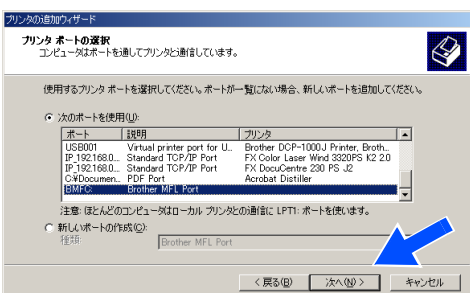 プリンタの追加ウィザード
プリンタ ポートの選択
コンピュータはポートを通してプリンタと通信しています。
使用するプリンタ ポートを選択してください。ポートが一覧にない場合、新しいポートを追加してください。
次のポートを使用(U):
ポート 説明 プリンタ
USB001 Virtual printer port for U... Brother DCP-1000J Printer, Broth...
IP_192.168.0... Standard TCP/IP Port FX Color Laser Wind 3320PS K2 2.0
IP_192.168.0... Standard TCP/IP Port FX DocuCentre 230 PS J2
C:¥Documen... PDF Port Acrobat Distiller
BMFC: Brother MFL Port
注意: ほとんどのコンピュータはローカル プリンタとの通信に LPT1: ポートを使います。
新しいポートの作成(C):
種類: Brother MFL Port
< 戻る(B) 次へ(N) > キャンセル